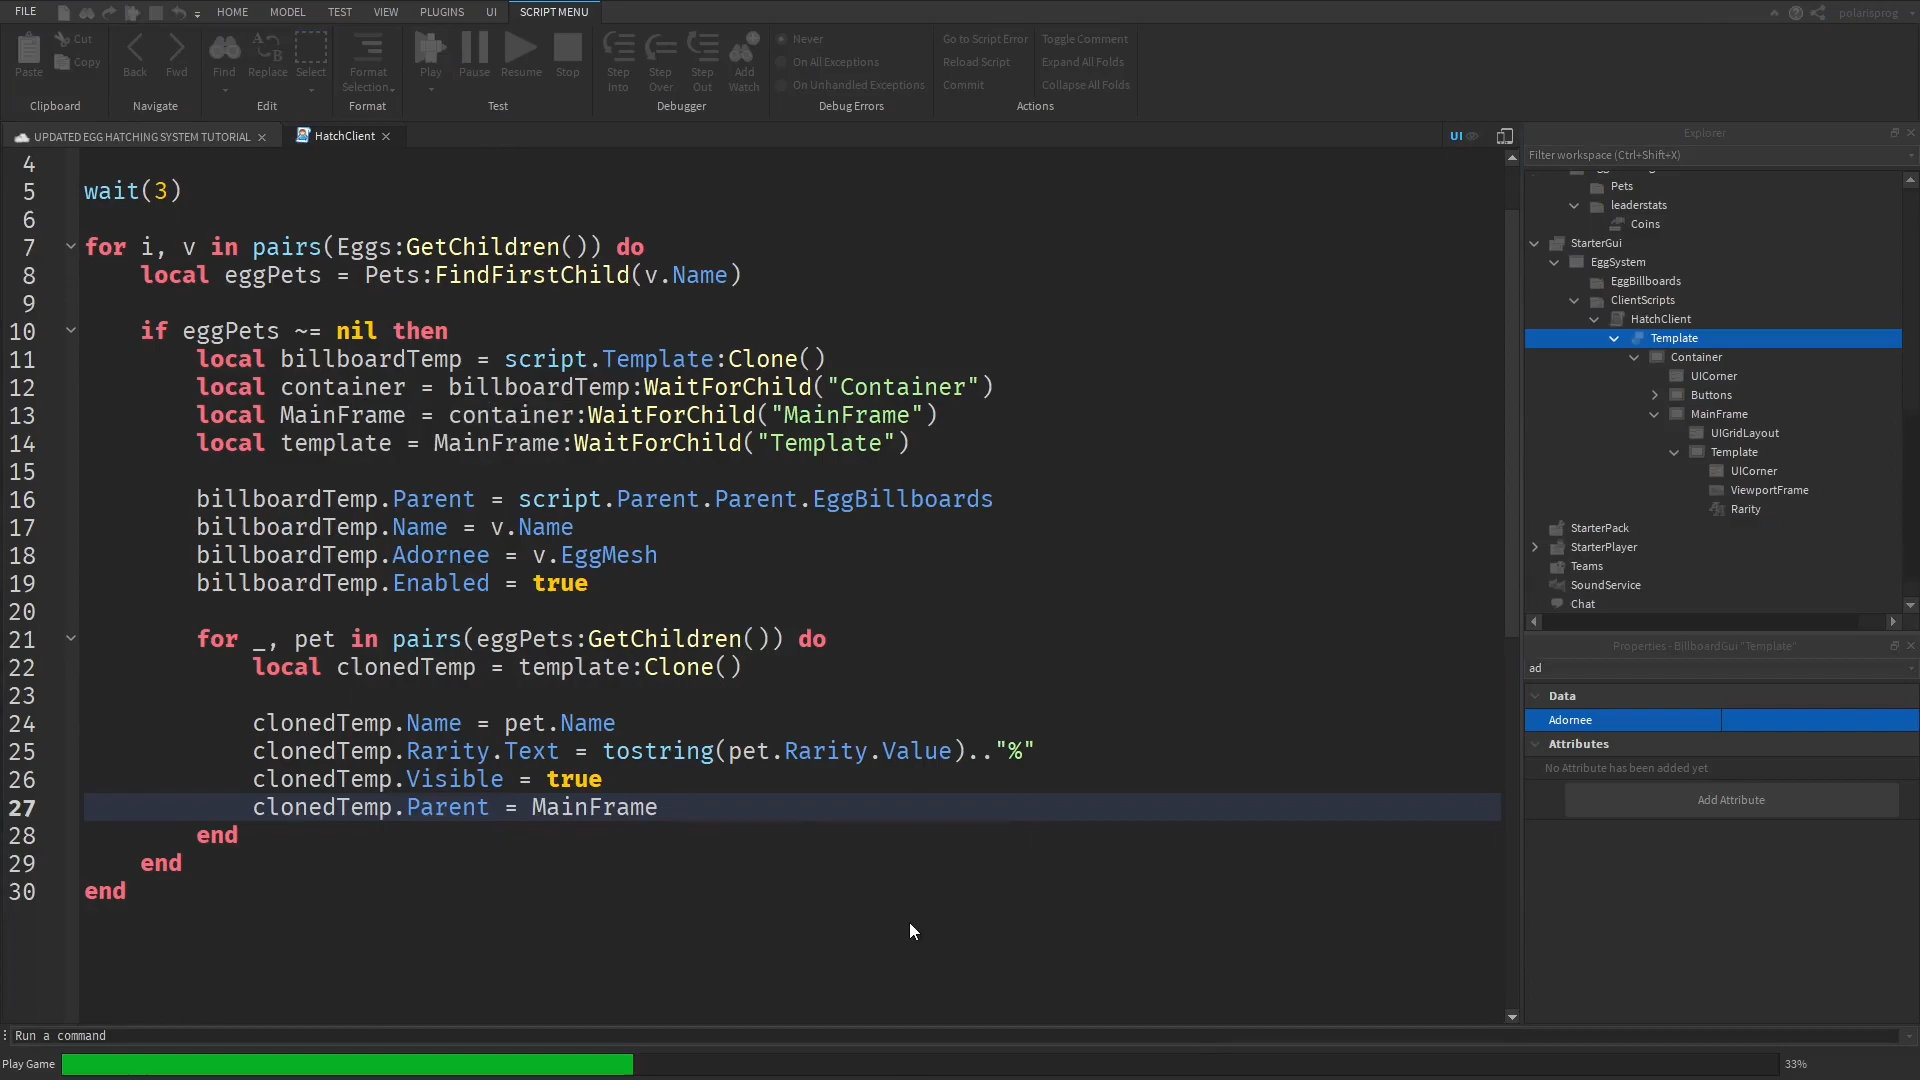 FILE HOME MODEL TEST VIEW PLUGINS UI SCRIPT MENU polarisprog
Cut
Copy
Paste Back Fwd Find Replace Select Format Selection Play Pause Resume Stop Step Into Step Over Step Out Add Watch
Never
On All Exceptions
On Unhandled Exceptions
Go to Script Error Toggle Comment
Reload Script Expand All Folds
Commit Collapse All Folds
Clipboard Navigate Edit Format Test Debugger Debug Errors Actions
UPDATED EGG HATCHING SYSTEM TUTORIAL HatchClient UI
4
5 wait(3)
6
7 for i, v in pairs(Eggs:GetChildren()) do
8 local eggPets = Pets:FindFirstChild(v.Name)
9
10 if eggPets ~= nil then
11 local billboardTemp = script.Template:Clone()
12 local container = billboardTemp:WaitForChild("Container")
13 local MainFrame = container:WaitForChild("MainFrame")
14 local template = MainFrame:WaitForChild("Template")
15
16 billboardTemp.Parent = script.Parent.Parent.EggBillboards
17 billboardTemp.Name = v.Name
18 billboardTemp.Adornee = v.EggMesh
19 billboardTemp.Enabled = true
20
21 for _, pet in pairs(eggPets:GetChildren()) do
22 local clonedTemp = template:Clone()
23
24 clonedTemp.Name = pet.Name
25 clonedTemp.Rarity.Text = tostring(pet.Rarity.Value).."%"
26 clonedTemp.Visible = true
27 clonedTemp.Parent = MainFrame
28 end
29 end
30 end
Explorer
Filter workspace (Ctrl+Shift+X)
Pets
leaderstats
Coins
StarterGui
EggSystem
EggBillboards
ClientScripts
HatchClient
Template
Container
UICorner
Buttons
MainFrame
UIGridLayout
Template
UICorner
ViewportFrame
Rarity
StarterPack
StarterPlayer
Teams
SoundService
Chat
Properties - BillboardGui "Template"
ad
Data
Adornee
Attributes
No Attribute has been added yet
Add Attribute
Run a command
Play Game 33%